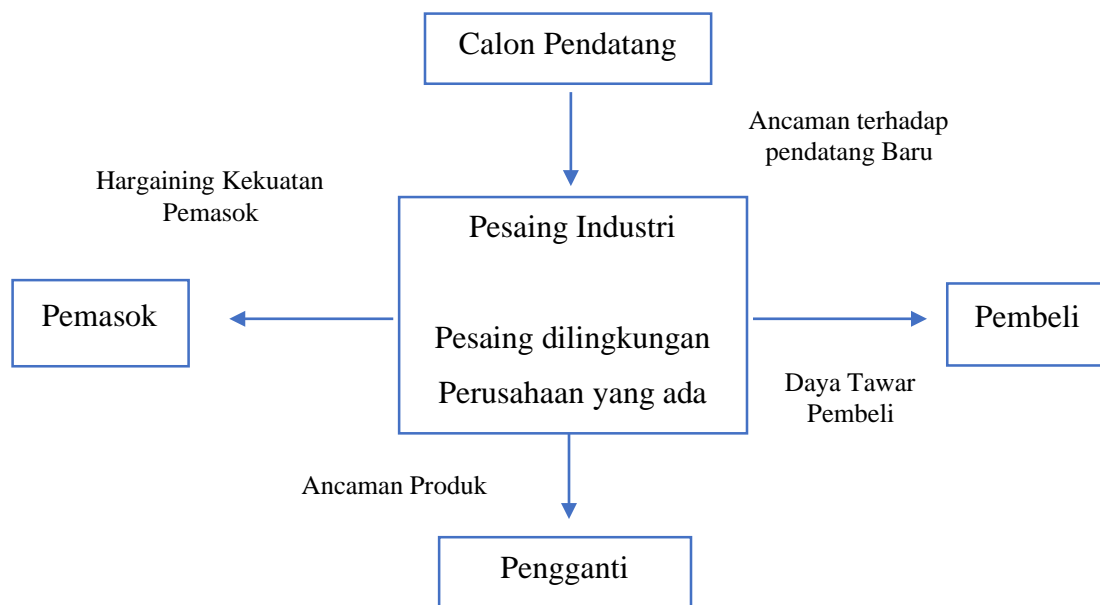 Calon Pendatang
Ancaman terhadap
pendatang Baru
Hargaining Kekuatan
Pemasok
Pesaing Industri
Pemasok
Pesaing dilingkungan
Perusahaan yang ada
Pembeli
Daya Tawar
Pembeli
Ancaman Produk
Pengganti